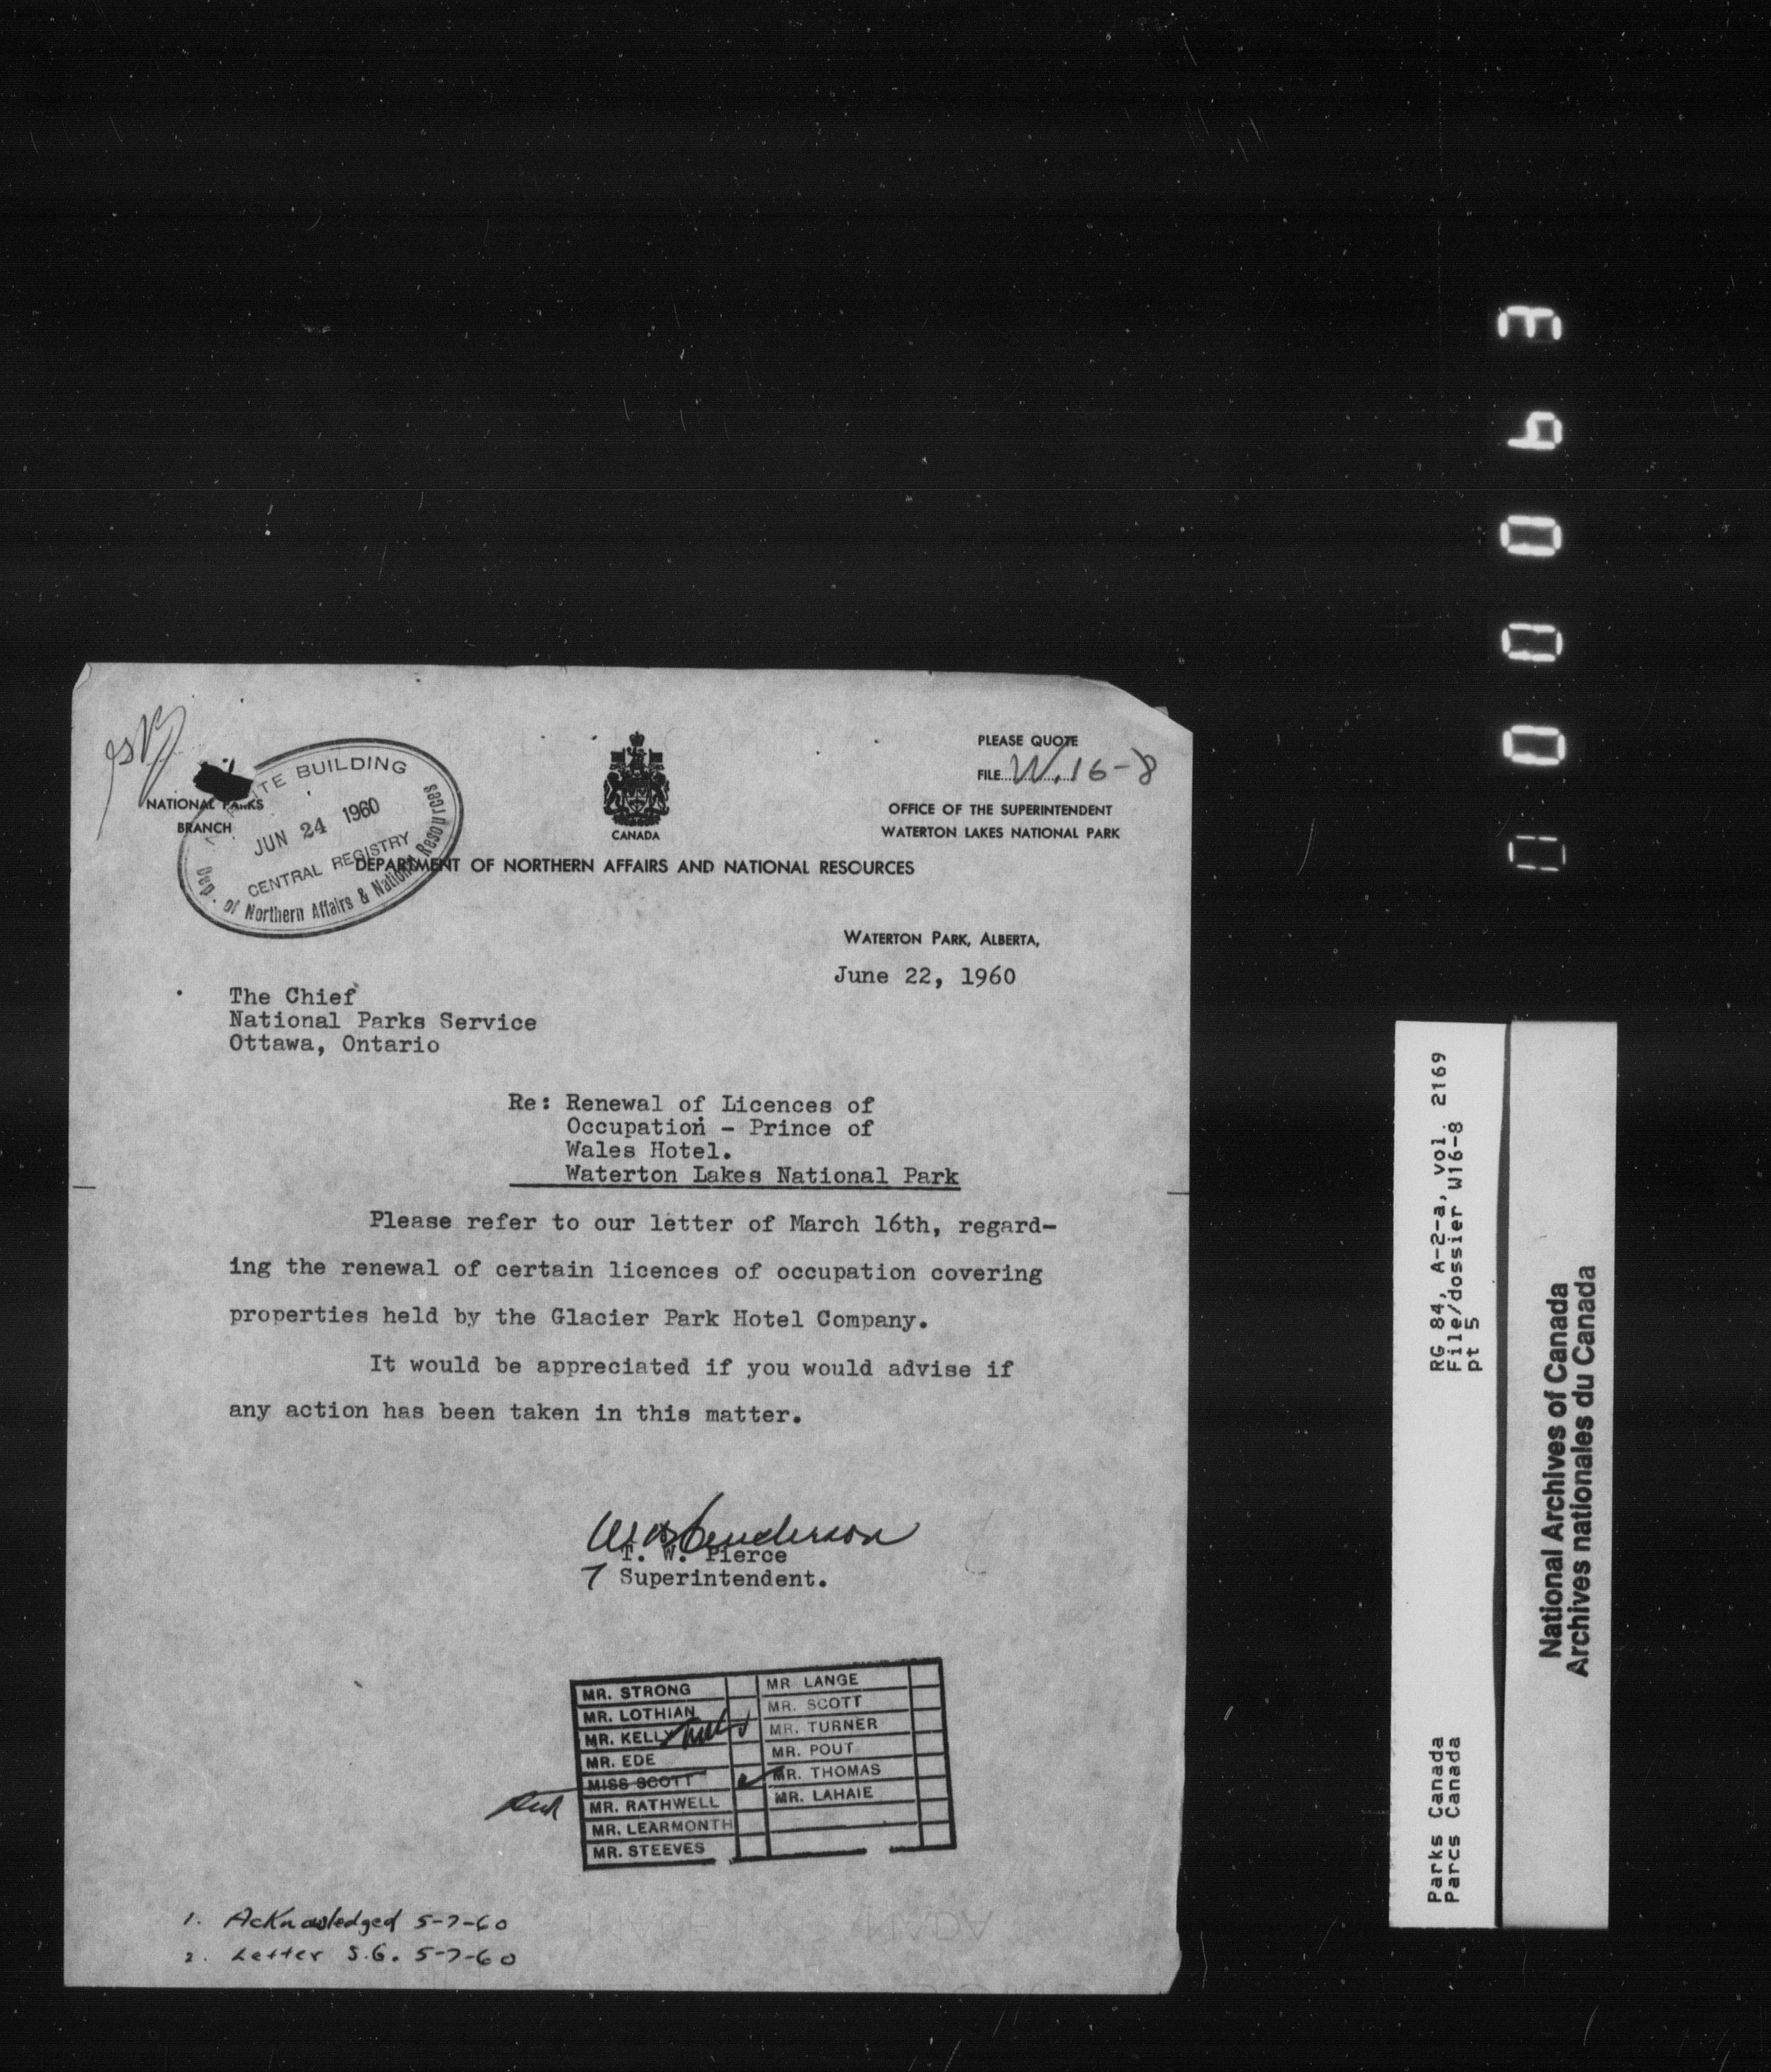 PLEASE QUOTE
FILE W.16-8
NATIONAL PARKS
BRANCH
BUILDING
JUN 24 1960
CENTRAL REGISTRY
Dep. of Northern Affairs & National Resources
CANADA
OFFICE OF THE SUPERINTENDENT
WATERTON LAKES NATIONAL PARK
DEPARTMENT OF NORTHERN AFFAIRS AND NATIONAL RESOURCES
WATERTON PARK, ALBERTA,
June 22, 1960
The Chief
National Parks Service
Ottawa, Ontario
Re: Renewal of Licences of
Occupation - Prince of
Wales Hotel.
Waterton Lakes National Park
Please refer to our letter of March 16th, regard-
ing the renewal of certain licences of occupation covering
properties held by the Glacier Park Hotel Company.
It would be appreciated if you would advise if
any action has been taken in this matter.
T. W. Pierce
Superintendent.
MR. STRONG
MR. LOTHIAN
MR. KELLY
MR. EDE
MISS SCOTT
MR. RATHWELL
MR. LEARMONTH
MR. STEEVES
MR LANGE
MR. SCOTT
MR. TURNER
MR. POUT
MR. THOMAS
MR. LAHAIE
1. Acknowledged 5-7-60
2. Letter S.G. 5-7-60
000063
RG 84, A-2-a, vol. 2169
File/dossier W16-8
pt 5
Parks Canada
Parcs Canada
National Archives of Canada
Archives nationales du Canada